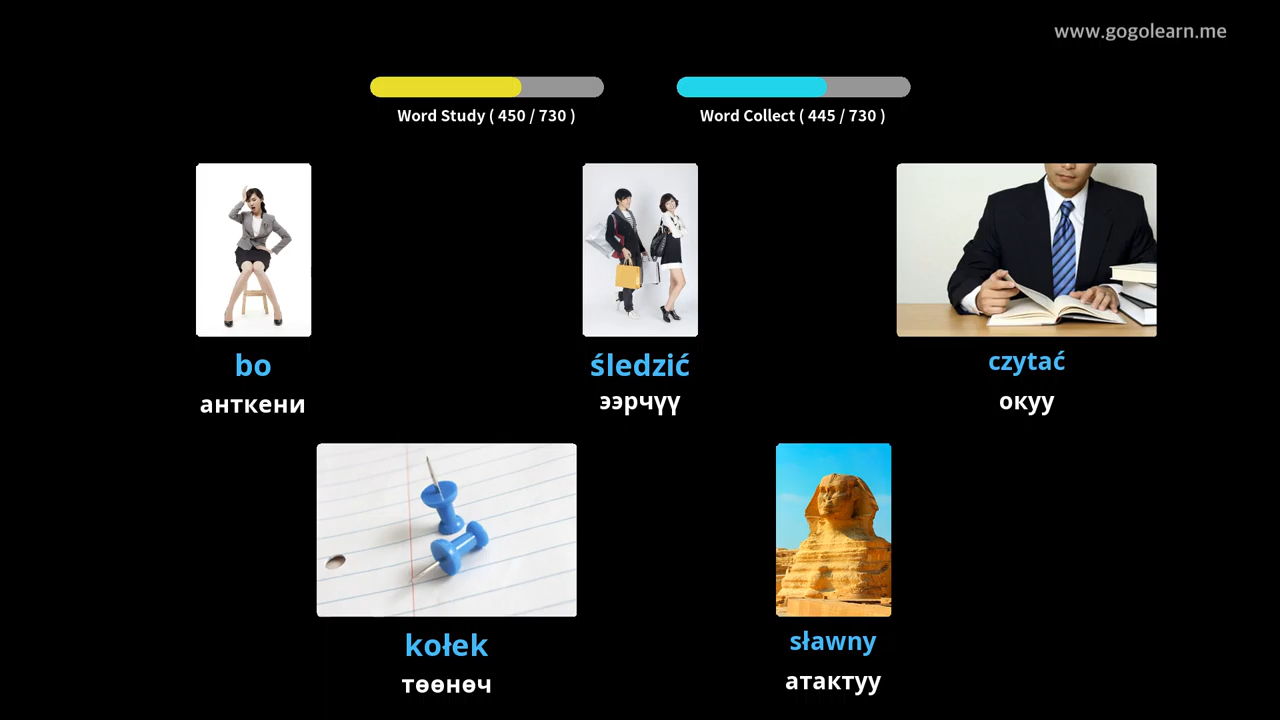 www.gogolearn.me
Word Study ( 450 / 730 )
Word Collect ( 445 / 730 )
bo
анткени
śledzić
ээрчүү
czytać
окуу
kołek
төөнөч
sławny
атактуу